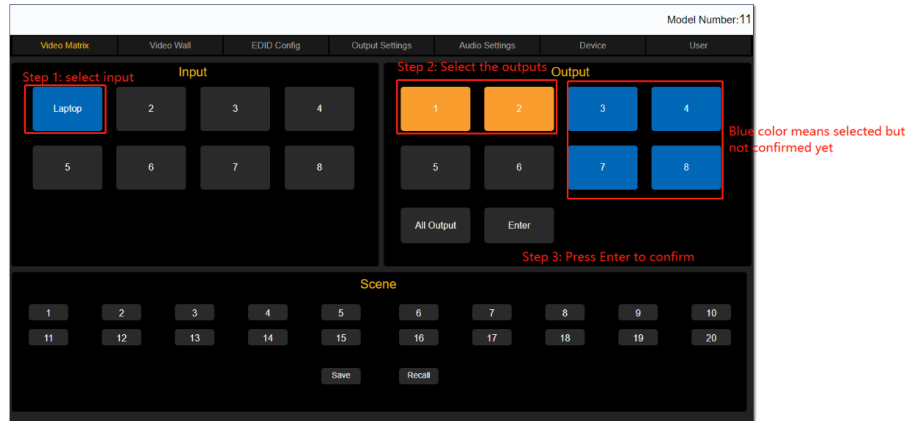 Model Number:11
Video Matrix Video Wall EDID Config Output Settings Audio Settings Device User
Step 1: select input
Input
Laptop 2 3 4
5 6 7 8
Step 2: Select the outputs
Output
1 2 3 4
5 6 7 8
All Output Enter
Blue color means selected but
not confirmed yet
Step 3: Press Enter to confirm
Scene
1 2 3 4 5 6 7 8 9 10
11 12 13 14 15 16 17 18 19 20
Save Recall